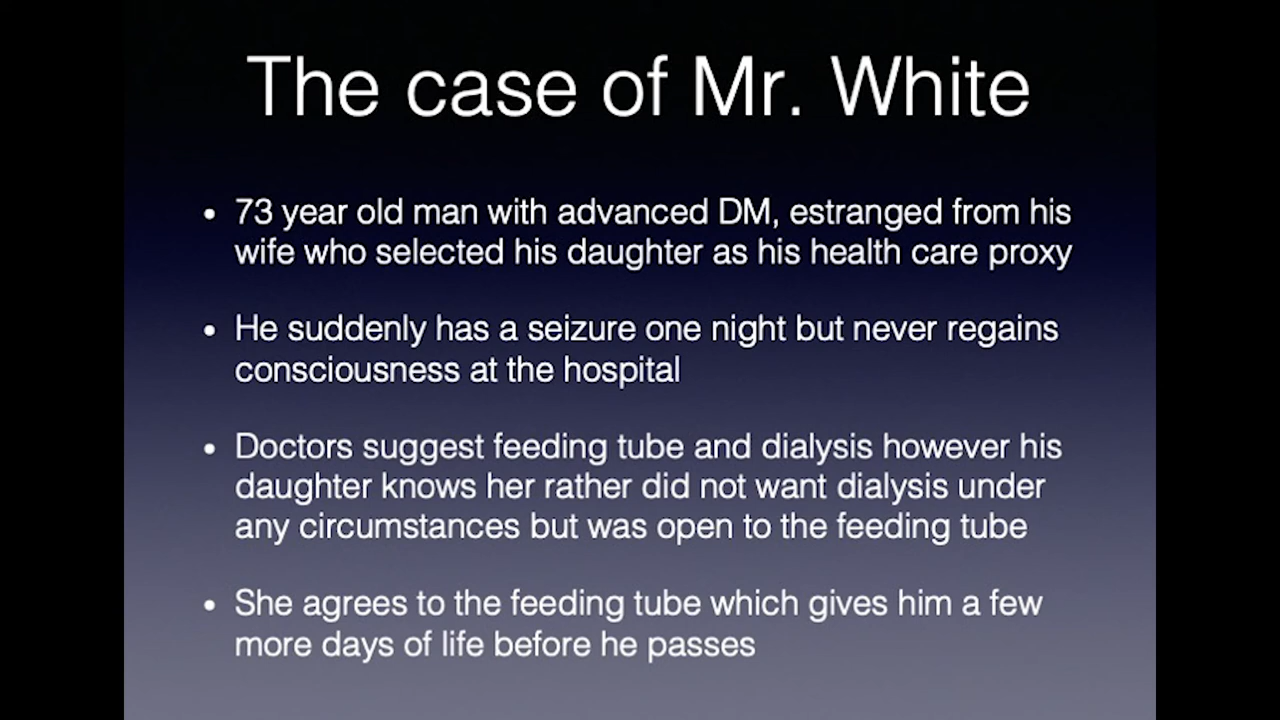 The case of Mr. White
• 73 year old man with advanced DM, estranged from his
wife who selected his daughter as his health care proxy
• He suddenly has a seizure one night but never regains
consciousness at the hospital
• Doctors suggest feeding tube and dialysis however his
daughter knows her rather did not want dialysis under
any circumstances but was open to the feeding tube
• She agrees to the feeding tube which gives him a few
more days of life before he passes